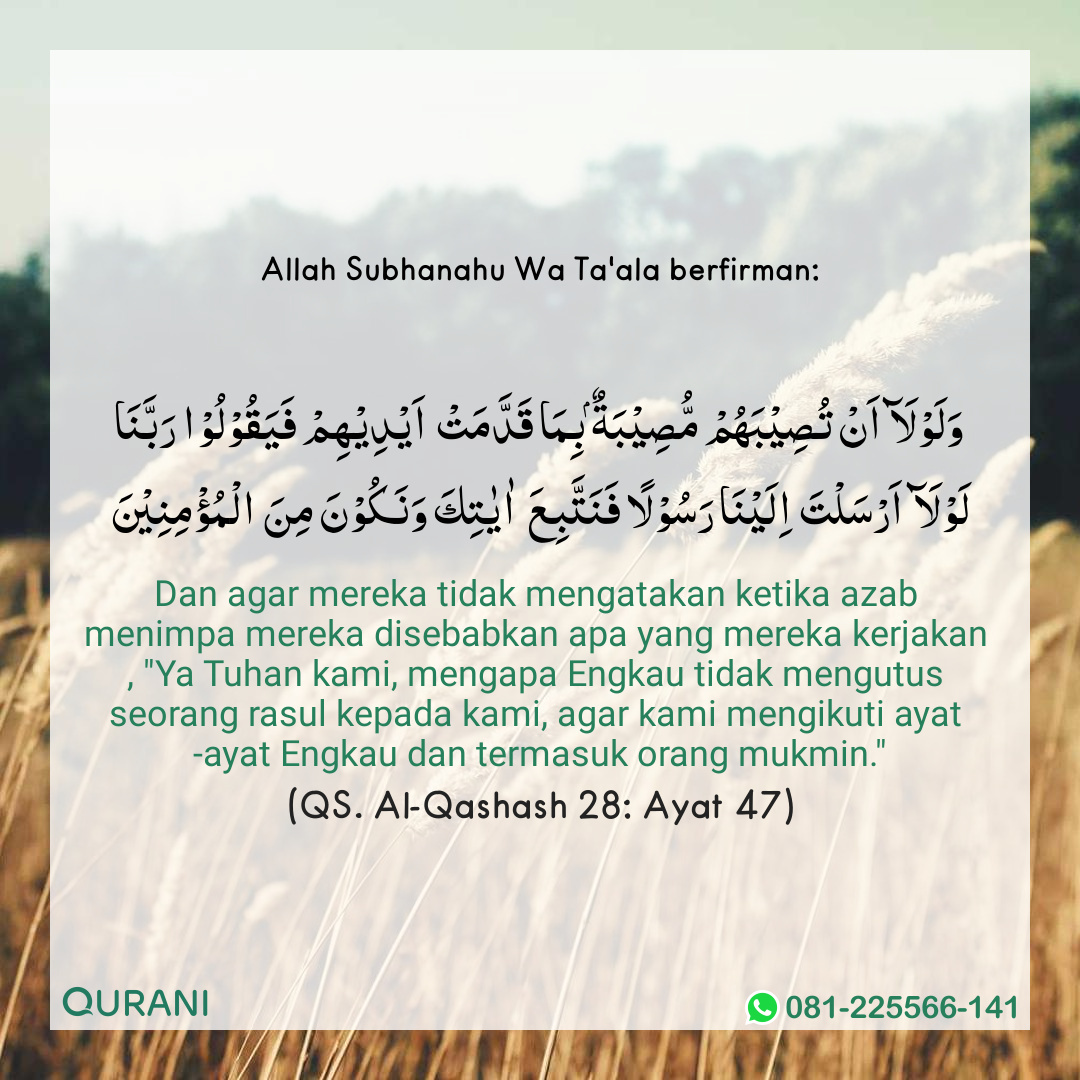 Allah Subhanahu Wa Ta'ala berfirman:
وَلَوْلَآ اَنْ تُصِيْبَهُمْ مُّصِيْبَةٌ ۢبِمَا قَدَّمَتْ اَيْدِيْهِمْ فَيَقُوْلُوْا رَبَّنَا
لَوْلَآ اَرْسَلْتَ اِلَيْنَا رَسُوْلًا فَنَتَّبِعَ اٰيٰتِكَ وَنَكُوْنَ مِنَ الْمُؤْمِنِيْنَ
Dan agar mereka tidak mengatakan ketika azab
menimpa mereka disebabkan apa yang mereka kerjakan
, "Ya Tuhan kami, mengapa Engkau tidak mengutus
seorang rasul kepada kami, agar kami mengikuti ayat
-ayat Engkau dan termasuk orang mukmin."
(QS. Al-Qashash 28: Ayat 47)
QURANI
081-225566-141